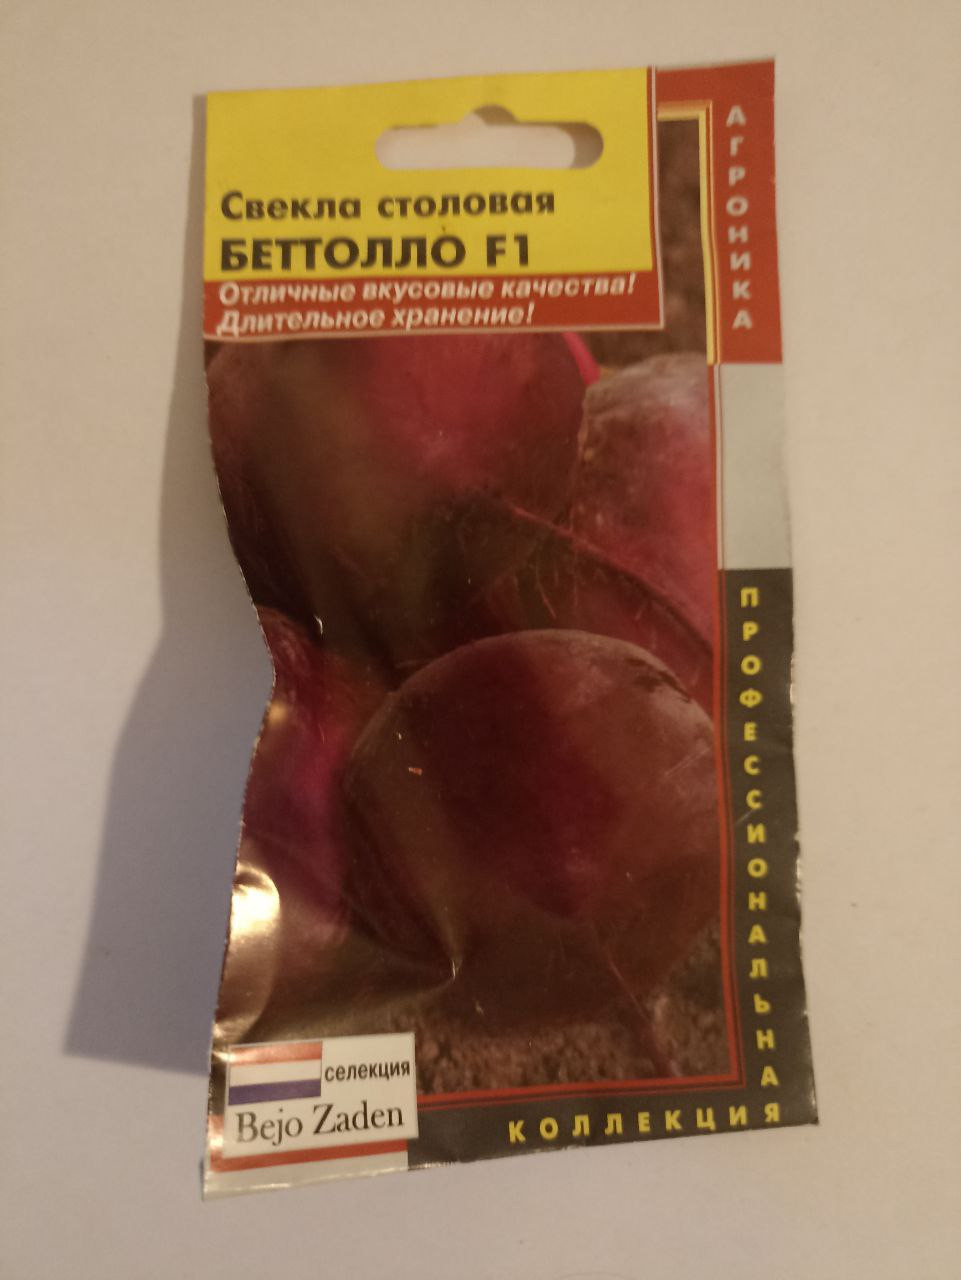 Свекла столовая
БЕТТОЛЛО F1
Отличные вкусовые качества!
Длительное хранение!
АГРОНИКА
ПРОФЕССИОНАЛЬНАЯ
КОЛЛЕКЦИЯ
селекция
Bejo Zaden